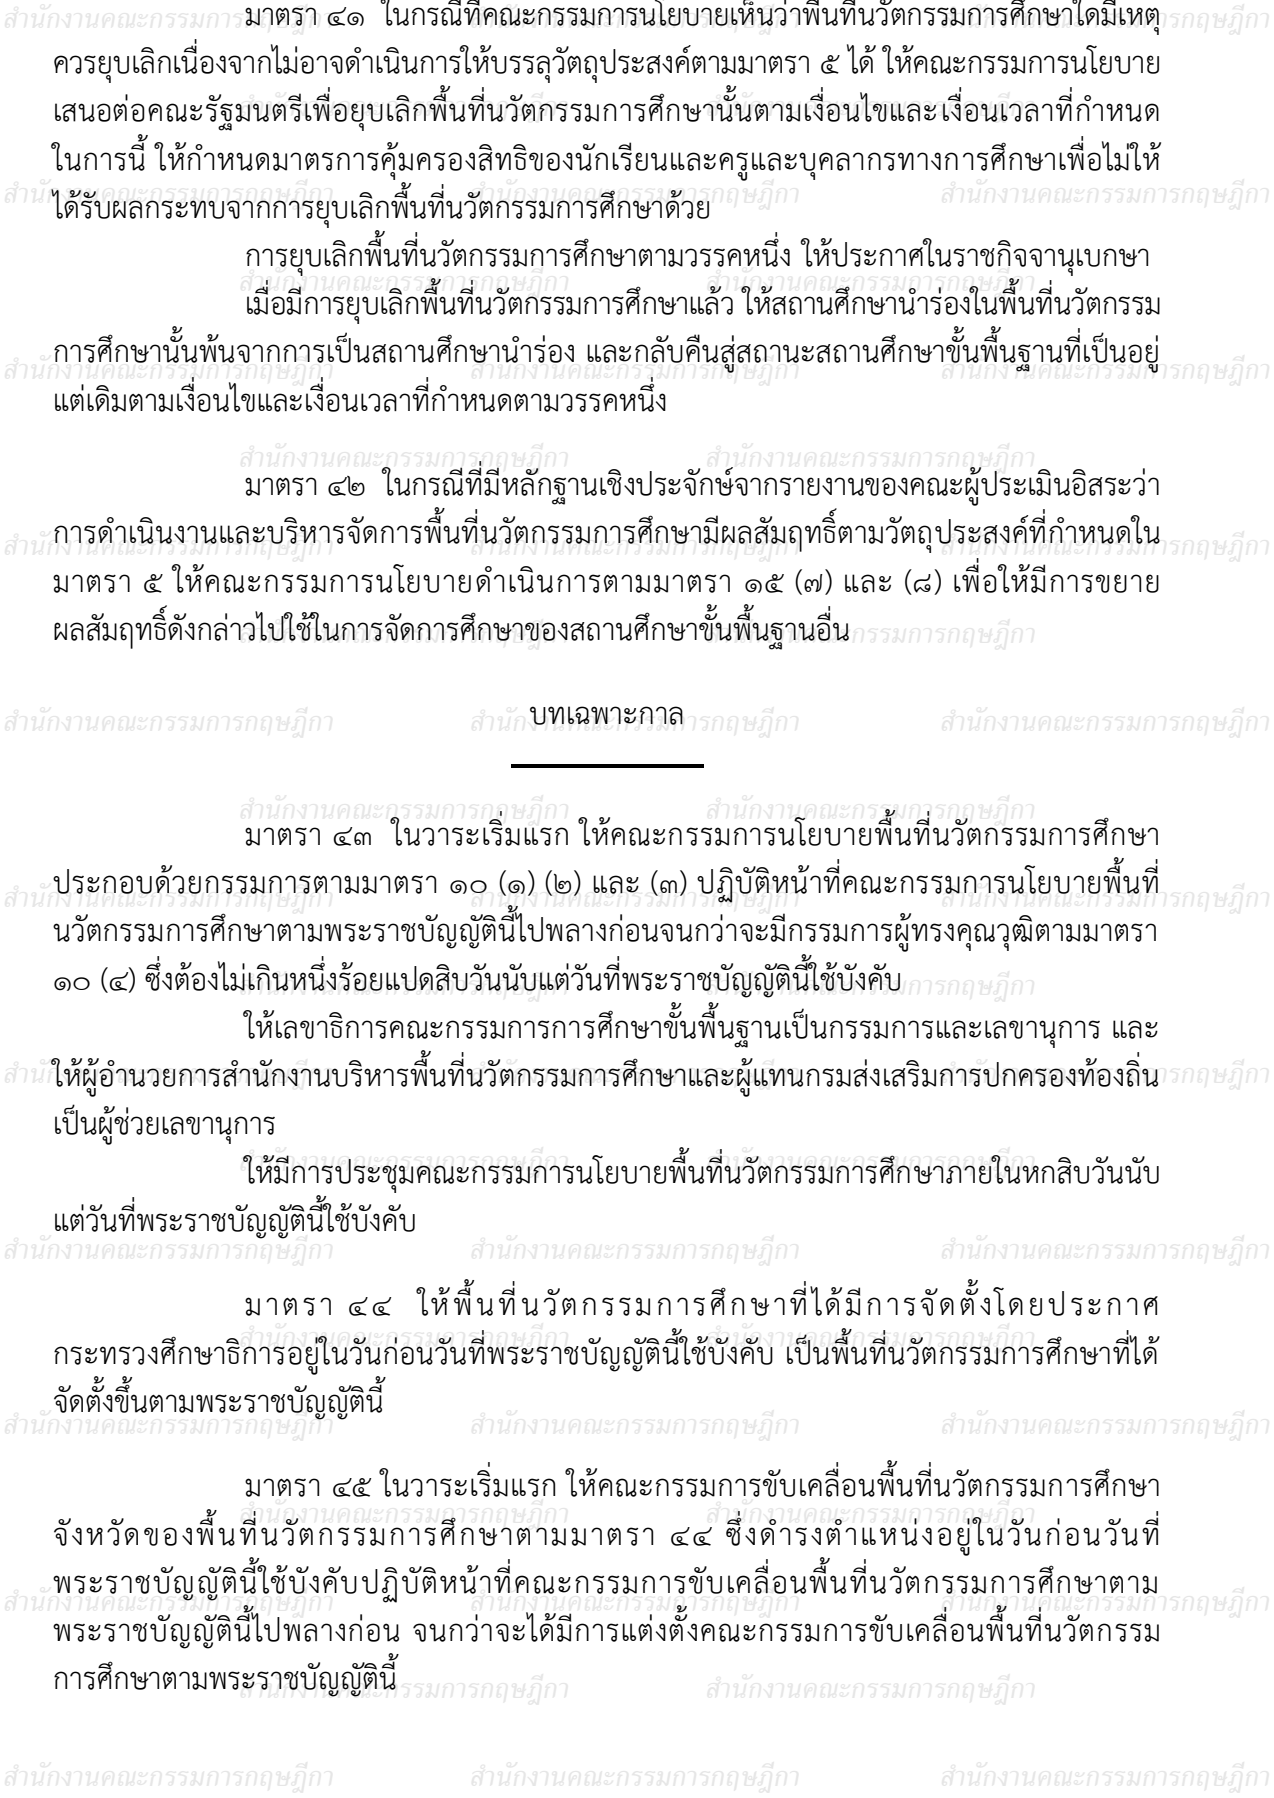 มาตรา ๔๑  ในกรณีที่คณะกรรมการนโยบายเห็นว่าพื้นที่นวัตกรรมการศึกษาใดมีเหตุ
ควรยุบเลิกเนื่องจากไม่อาจดำเนินการให้บรรลุวัตถุประสงค์ตามมาตรา ๕ ได้ ให้คณะกรรมการนโยบาย
เสนอต่อคณะรัฐมนตรีเพื่อยุบเลิกพื้นที่นวัตกรรมการศึกษานั้นตามเงื่อนไขและเงื่อนเวลาที่กำหนด
ในการนี้ ให้กำหนดมาตรการคุ้มครองสิทธิของนักเรียนและครูและบุคลากรทางการศึกษาเพื่อไม่ให้
ได้รับผลกระทบจากการยุบเลิกพื้นที่นวัตกรรมการศึกษาด้วย
การยุบเลิกพื้นที่นวัตกรรมการศึกษาตามวรรคหนึ่ง ให้ประกาศในราชกิจจานุเบกษา
เมื่อมีการยุบเลิกพื้นที่นวัตกรรมการศึกษาแล้ว ให้สถานศึกษานำร่องในพื้นที่นวัตกรรม
การศึกษานั้นพ้นจากการเป็นสถานศึกษานำร่อง และกลับคืนสู่สถานะสถานศึกษาขั้นพื้นฐานที่เป็นอยู่
แต่เดิมตามเงื่อนไขและเงื่อนเวลาที่กำหนดตามวรรคหนึ่ง
มาตรา ๔๒  ในกรณีที่มีหลักฐานเชิงประจักษ์จากรายงานของคณะผู้ประเมินอิสระว่า
การดำเนินงานและบริหารจัดการพื้นที่นวัตกรรมการศึกษามีผลสัมฤทธิ์ตามวัตถุประสงค์ที่กำหนดใน
มาตรา ๕ ให้คณะกรรมการนโยบายดำเนินการตามมาตรา ๑๕ (๗) และ (๘) เพื่อให้มีการขยาย
ผลสัมฤทธิ์ดังกล่าวไปใช้ในการจัดการศึกษาของสถานศึกษาขั้นพื้นฐานอื่น
บทเฉพาะกาล
มาตรา ๔๓  ในวาระเริ่มแรก ให้คณะกรรมการนโยบายพื้นที่นวัตกรรมการศึกษา
ประกอบด้วยกรรมการตามมาตรา ๑๐ (๑) (๒) และ (๓) ปฏิบัติหน้าที่คณะกรรมการนโยบายพื้นที่
นวัตกรรมการศึกษาตามพระราชบัญญัตินี้ไปพลางก่อนจนกว่าจะมีกรรมการผู้ทรงคุณวุฒิตามมาตรา
๑๐ (๔) ซึ่งต้องไม่เกินหนึ่งร้อยแปดสิบวันนับแต่วันที่พระราชบัญญัตินี้ใช้บังคับ
ให้เลขาธิการคณะกรรมการการศึกษาขั้นพื้นฐานเป็นกรรมการและเลขานุการ และ
ให้ผู้อำนวยการสำนักงานบริหารพื้นที่นวัตกรรมการศึกษาและผู้แทนกรมส่งเสริมการปกครองท้องถิ่น
เป็นผู้ช่วยเลขานุการ
ให้มีการประชุมคณะกรรมการนโยบายพื้นที่นวัตกรรมการศึกษาภายในหกสิบวันนับ
แต่วันที่พระราชบัญญัตินี้ใช้บังคับ
มาตรา ๔๔  ให้พื้นที่นวัตกรรมการศึกษาที่ได้มีการจัดตั้งโดยประกาศ
กระทรวงศึกษาธิการอยู่ในวันก่อนวันที่พระราชบัญญัตินี้ใช้บังคับ เป็นพื้นที่นวัตกรรมการศึกษาที่ได้
จัดตั้งขึ้นตามพระราชบัญญัตินี้
มาตรา ๔๕ ในวาระเริ่มแรก ให้คณะกรรมการขับเคลื่อนพื้นที่นวัตกรรมการศึกษา
จังหวัดของพื้นที่นวัตกรรมการศึกษาตามมาตรา ๔๔ ซึ่งดำรงตำแหน่งอยู่ในวันก่อนวันที่
พระราชบัญญัตินี้ใช้บังคับปฏิบัติหน้าที่คณะกรรมการขับเคลื่อนพื้นที่นวัตกรรมการศึกษาตาม
พระราชบัญญัตินี้ไปพลางก่อน จนกว่าจะได้มีการแต่งตั้งคณะกรรมการขับเคลื่อนพื้นที่นวัตกรรม
การศึกษาตามพระราชบัญญัตินี้
สำนักงานคณะกรรมการกฤษฎีกา สำนักงานคณะกรรมการกฤษฎีกา สำนักงานคณะกรรมการกฤษฎีกา